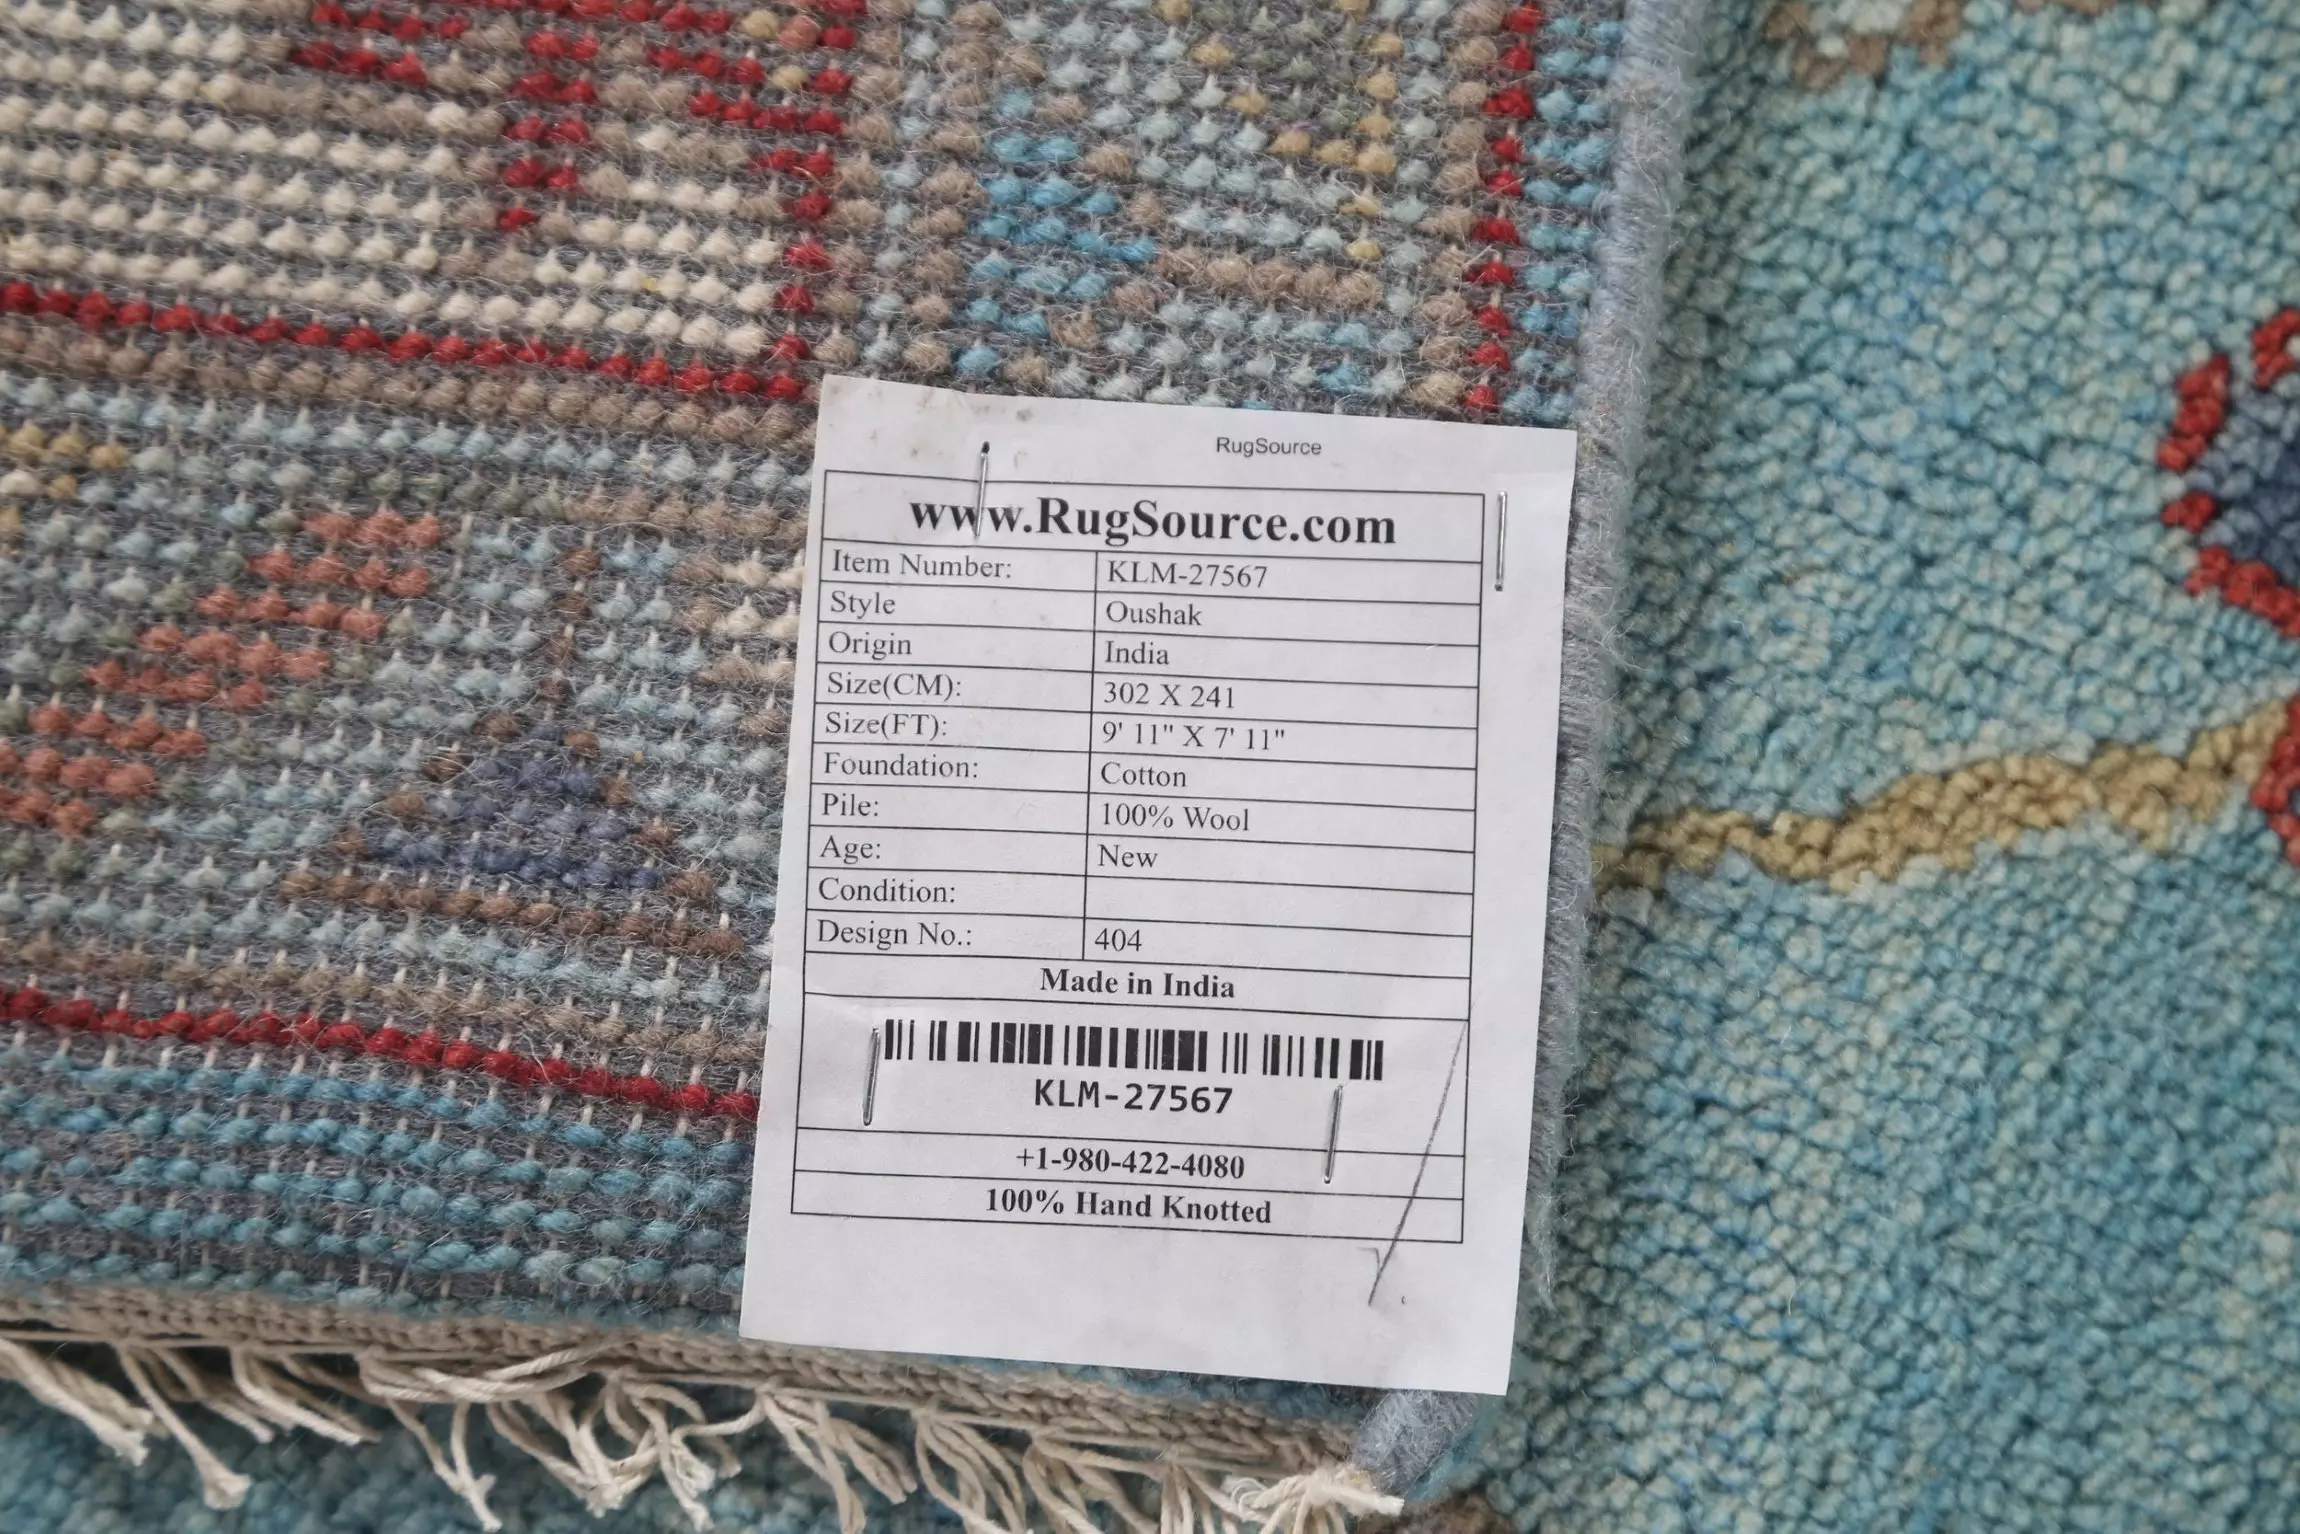 RugSource
www.RugSource.com
Item Number: KLM-27567
Style Oushak
Origin India
Size(CM): 302 X 241
Size(FT): 9' 11" X 7' 11"
Foundation: Cotton
Pile: 100% Wool
Age: New
Condition:
Design No.: 404
Made in India
KLM-27567
+1-980-422-4080
100% Hand Knotted